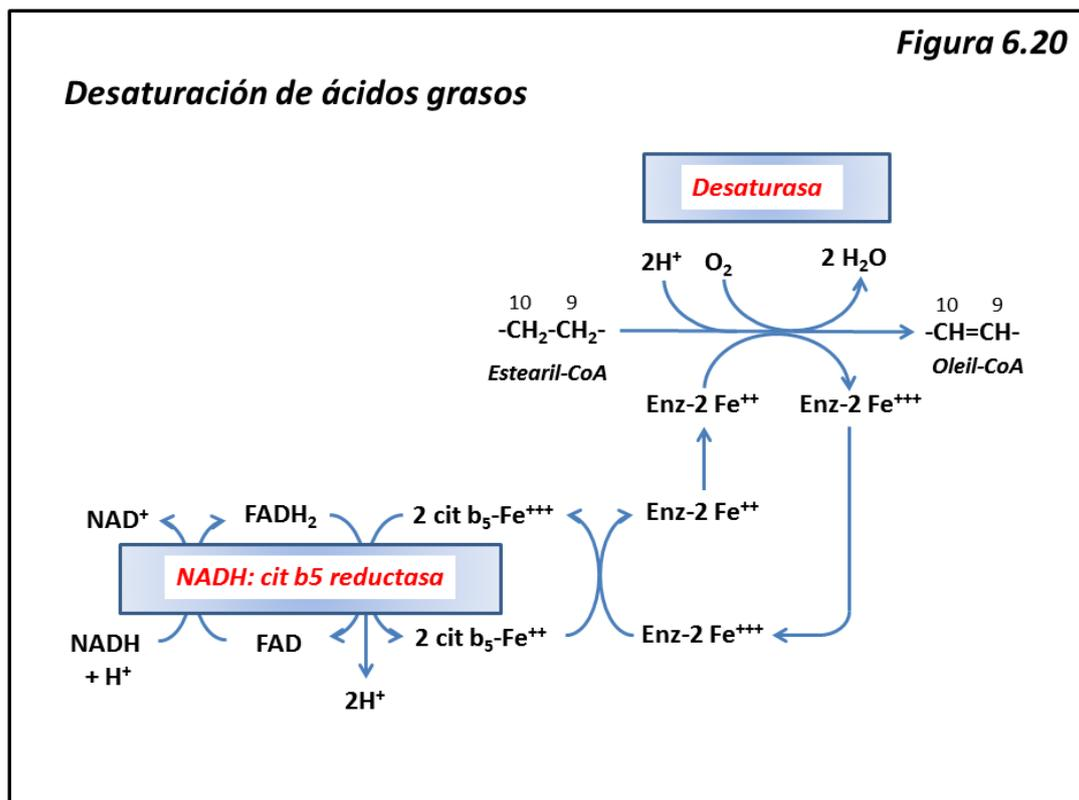 Figura 6.20
Desaturación de ácidos grasos
Desaturasa
2H⁺ O₂ 2 H₂O
10 9
-CH₂-CH₂-
Estearil-CoA
10 9
-CH=CH-
Oleil-CoA
Enz-2 Fe⁺⁺ Enz-2 Fe⁺⁺⁺
NAD⁺ FADH₂ 2 cit b₅-Fe⁺⁺⁺ Enz-2 Fe⁺⁺
NADH: cit b5 reductasa
NADH FAD 2 cit b₅-Fe⁺⁺ Enz-2 Fe⁺⁺⁺
+ H⁺
2H⁺